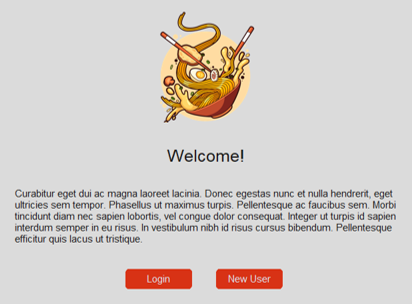 Welcome!
Curabitur eget dui ac magna laoreet lacinia. Donec egestas nunc et nulla hendrerit, eget
ultricies sem tempor. Phasellus ut maximus turpis. Pellentesque ac faucibus sem. Morbi
tincidunt diam nec sapien lobortis, vel congue dolor consequat. Integer ut turpis id sapien
interdum semper in eu risus. In vestibulum nibh id risus cursus bibendum. Pellentesque
efficitur quis lacus ut tristique.
Login New User